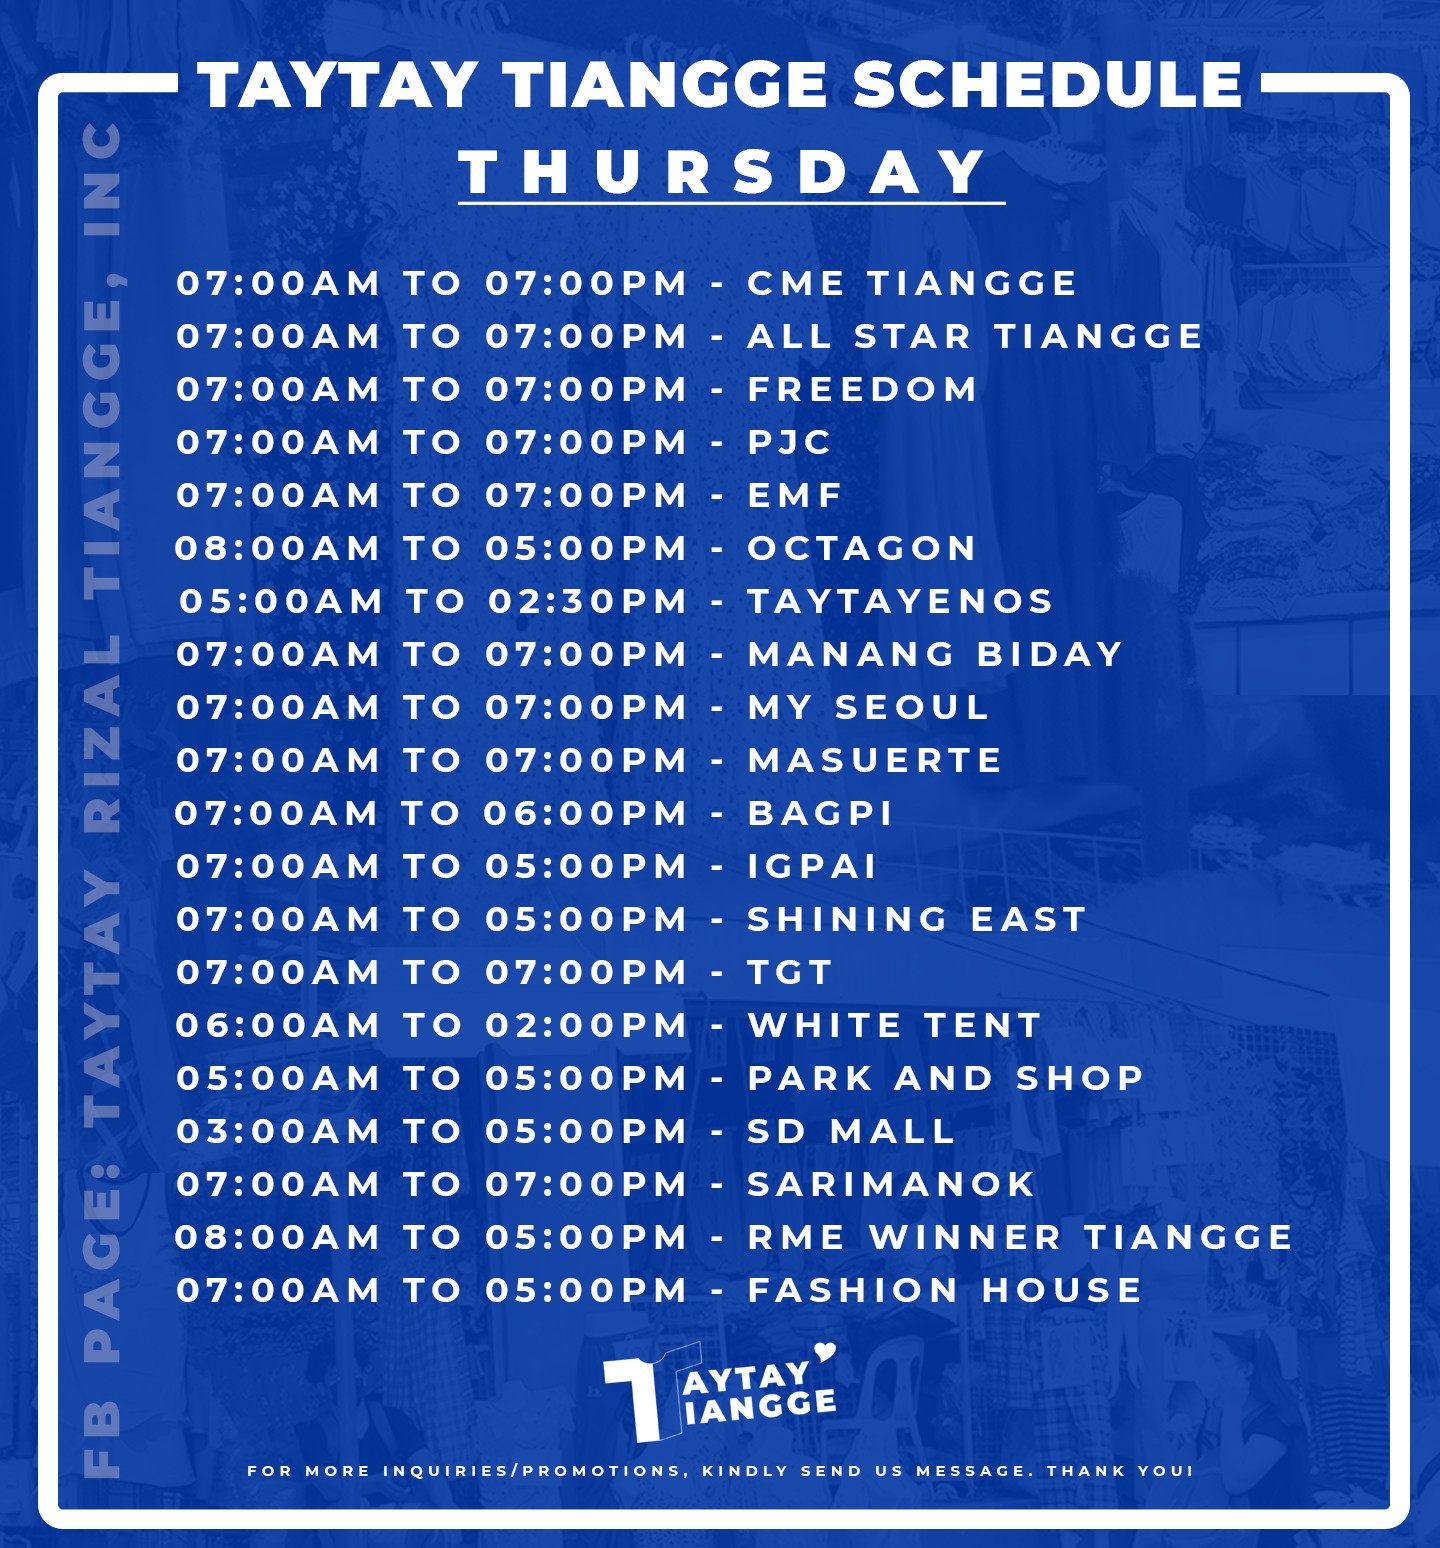 TAYTAY TIANGGE SCHEDULE
THURSDAY
07:00AM TO 07:00PM - CME TIANGGE
07:00AM TO 07:00PM - ALL STAR TIANGGE
07:00AM TO 07:00PM - FREEDOM
07:00AM TO 07:00PM - PJC
07:00AM TO 07:00PM - EMF
08:00AM TO 05:00PM - OCTAGON
05:00AM TO 02:30PM - TAYTAYENOS
07:00AM TO 07:00PM - MANANG BIDAY
07:00AM TO 07:00PM - MY SEOUL
07:00AM TO 07:00PM - MASUERTE
07:00AM TO 06:00PM - BAGPI
07:00AM TO 05:00PM - IGPAI
07:00AM TO 05:00PM - SHINING EAST
07:00AM TO 07:00PM - TGT
06:00AM TO 02:00PM - WHITE TENT
05:00AM TO 05:00PM - PARK AND SHOP
03:00AM TO 05:00PM - SD MALL
07:00AM TO 07:00PM - SARIMANOK
08:00AM TO 05:00PM - RME WINNER TIANGGE
07:00AM TO 05:00PM - FASHION HOUSE
FB PAGE: TAYTAY RIZAL TIANGGE, INC
TAYTAY
TIANGGE
FOR MORE INQUIRIES/PROMOTIONS, KINDLY SEND US MESSAGE. THANK YOU!